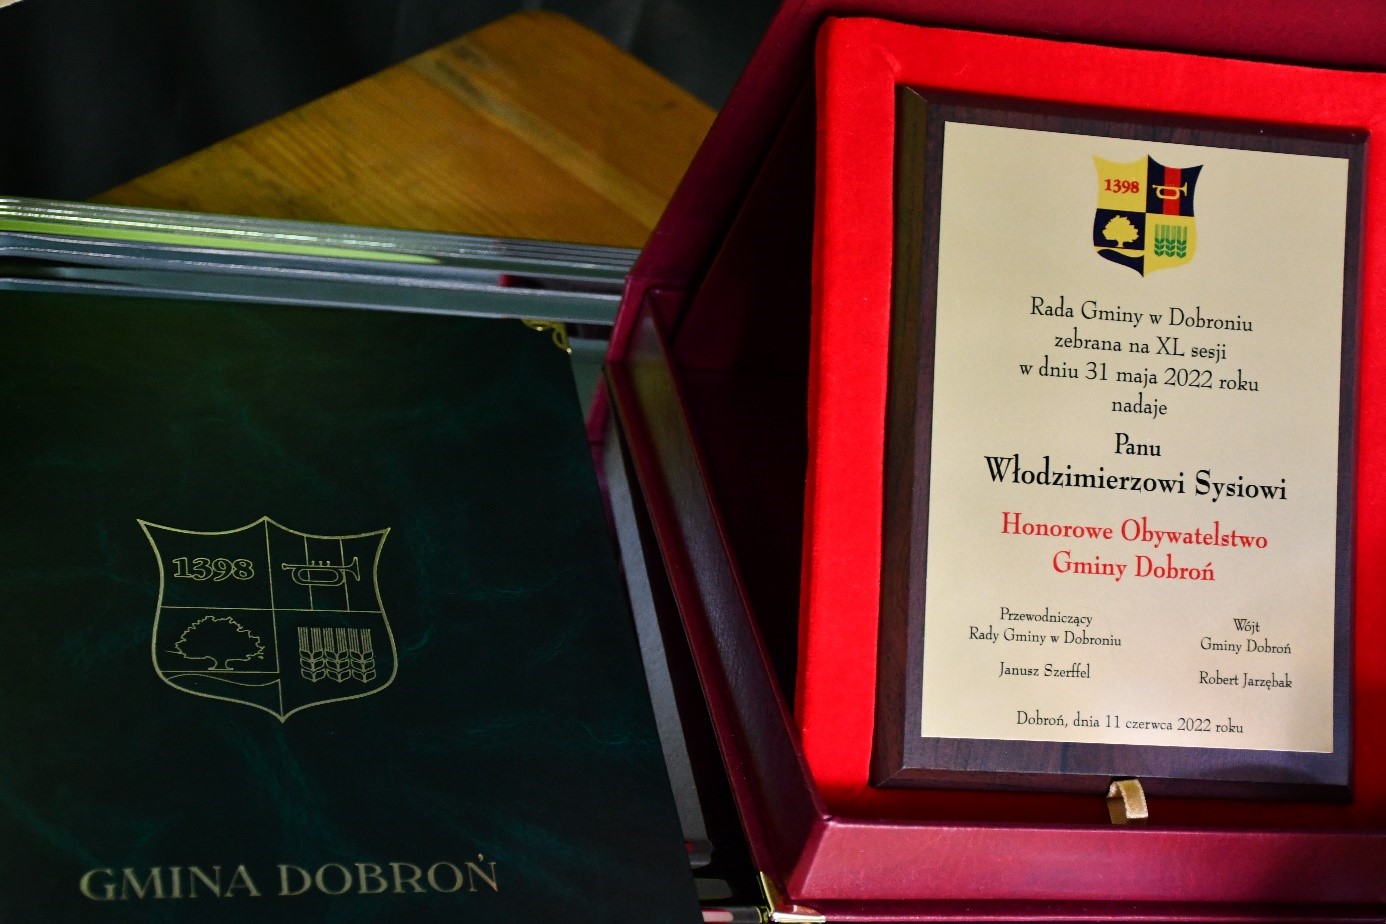 1398
GMINA DOBROŃ
1398
Rada Gminy w Dobroniu
zebrana na XL sesji
w dniu 31 maja 2022 roku
nadaje
Panu
Włodzimierzowi Sysiowi
Honorowe Obywatelstwo
Gminy Dobroń
Przewodniczący
Rady Gminy w Dobroniu
Janusz Szerffel
Wójt
Gminy Dobroń
Robert Jarzębak
Dobroń, dnia 11 czerwca 2022 roku